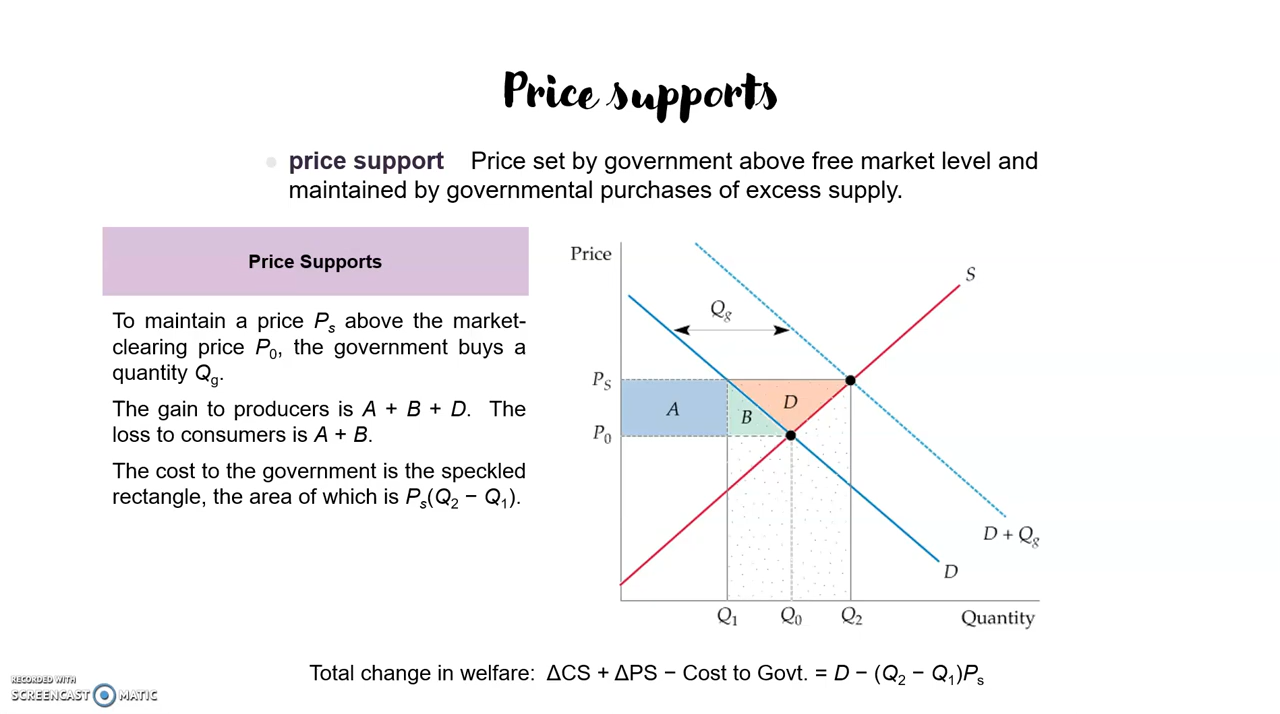 Price supports
price support Price set by government above free market level and
maintained by governmental purchases of excess supply.
Price Supports
To maintain a price Ps above the market-
clearing price P0, the government buys a
quantity Qg.
The gain to producers is A + B + D. The
loss to consumers is A + B.
The cost to the government is the speckled
rectangle, the area of which is Ps(Q2 − Q1).
Price
S
Qg
PS
A
B
D
P0
D + Qg
D
Q1
Q0
Q2
Quantity
Total change in welfare: ΔCS + ΔPS − Cost to Govt. = D − (Q2 − Q1)Ps
RECORDED WITH
SCREENCAST MATIC